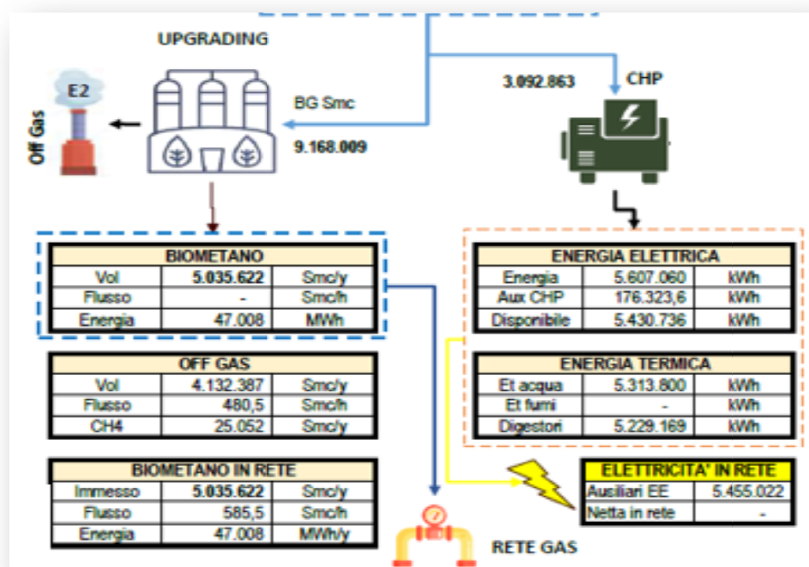 UPGRADING
3.092.863 CHP
E2
Off Gas
BG Smc
9.168.009
BIOMETANO
Vol 5.035.622 Smc/y
Flusso - Smc/h
Energia 47.008 MWh
ENERGIA ELETTRICA
Energia 5.607.060 kWh
Aux CHP 176.323,6 kWh
Disponibile 5.430.736 kWh
OFF GAS
Vol 4.132.387 Smc/y
Flusso 480,5 Smc/h
CH4 25.052 Smc/y
ENERGIA TERMICA
Et acqua 5.313.800 kWh
Et fumi - kWh
Digestori 5.229.169 kWh
BIOMETANO IN RETE
Immesso 5.035.622 Smc/y
Flusso 585,5 Smc/h
Energia 47.008 MWh/y
ELETTRICITA' IN RETE
Ausiliari EE 5.455.022
Netta in rete -
RETE GAS